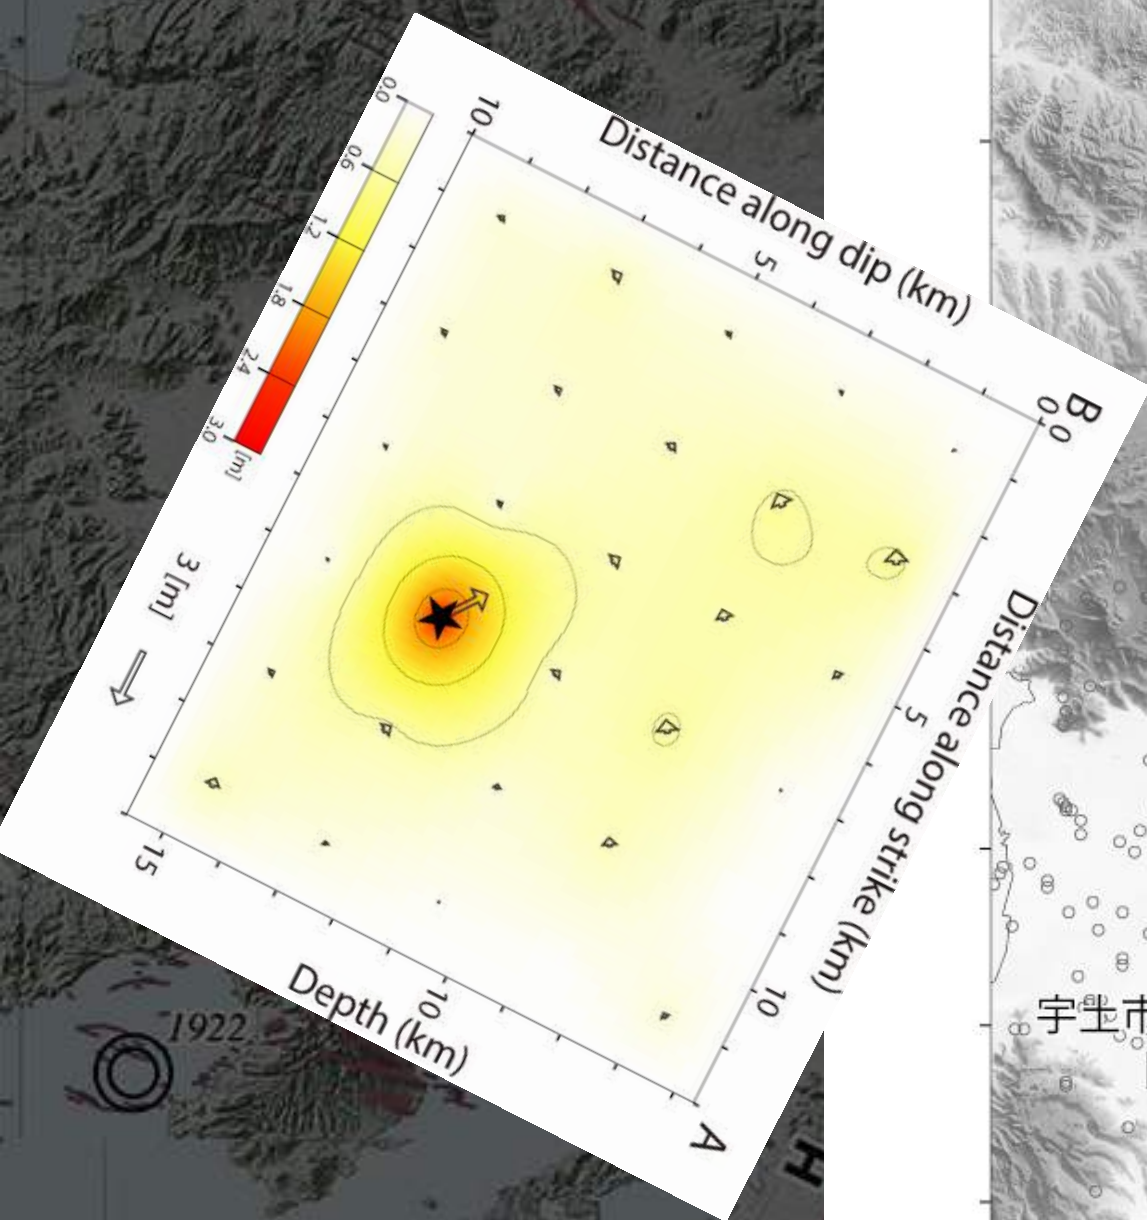 Distance along dip (km)
10
5
0
B
0
5
10
Distance along strike (km)
A
15
10
Depth (km)
0.0
0.6
1.2
1.8
2.4
3.0
[m]
3 [m]
1922
H
宇土市